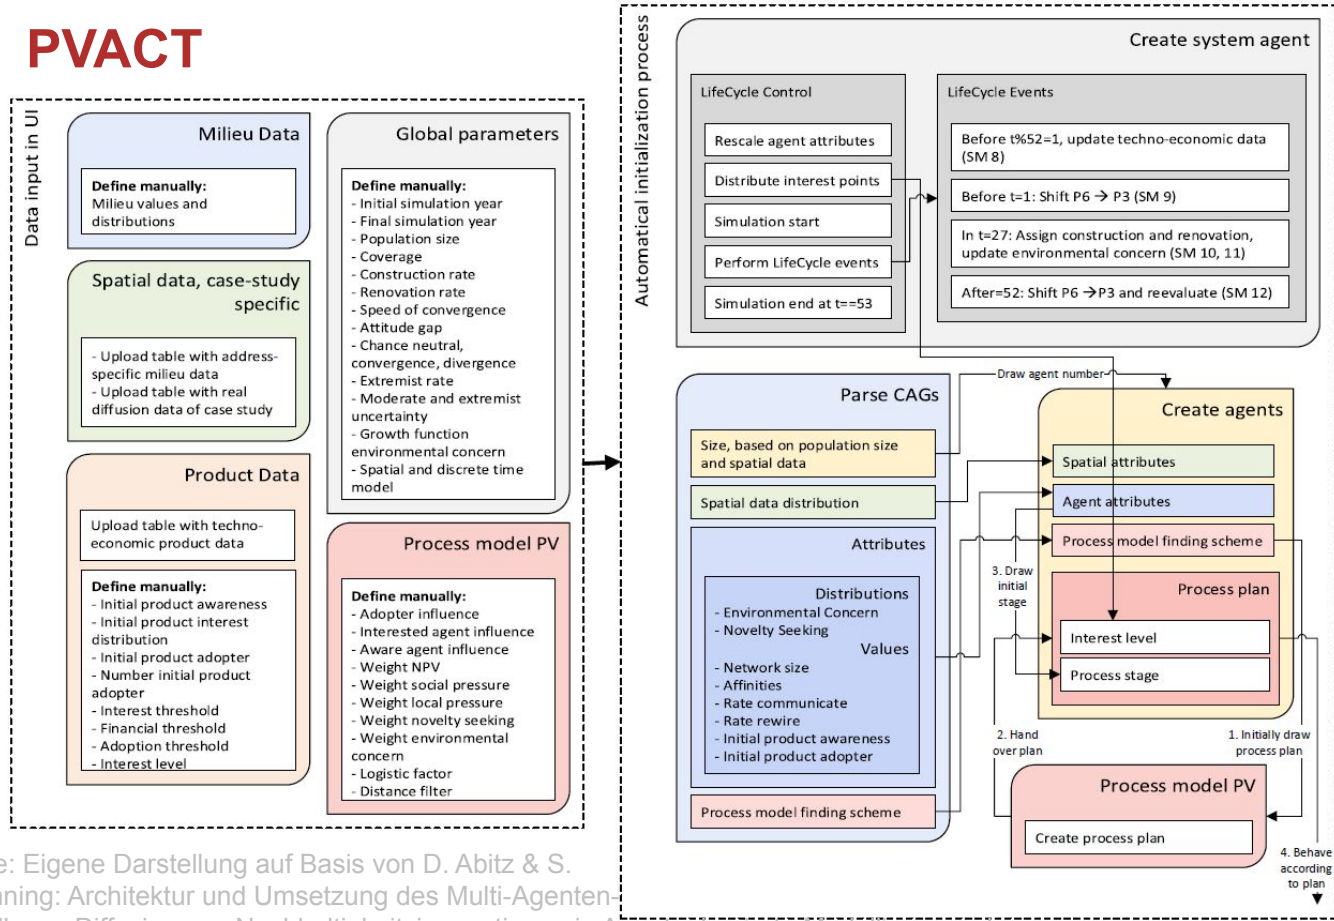 PVACT
Data input in UI
Milieu Data
Define manually:
Milieu values and
distributions
Spatial data, case-study
specific
- Upload table with address-
specific milieu data
- Upload table with real
diffusion data of case study
Product Data
Upload table with techno-
economic product data
Define manually:
- Initial product awareness
- Initial product interest
distribution
- Initial product adopter
- Number initial product
adopter
- Interest threshold
- Financial threshold
- Adoption threshold
- Interest level
Global parameters
Define manually:
- Initial simulation year
- Final simulation year
- Population size
- Coverage
- Construction rate
- Renovation rate
- Speed of convergence
- Attitude gap
- Chance neutral,
convergence, divergence
- Extremist rate
- Moderate and extremist
uncertainty
- Growth function
environmental concern
- Spatial and discrete time
model
Process model PV
Define manually:
- Adopter influence
- Interested agent influence
- Aware agent influence
- Weight NPV
- Weight social pressure
- Weight local pressure
- Weight novelty seeking
- Weight environmental
concern
- Logistic factor
- Distance filter
Automatical initialization process
Create system agent
LifeCycle Control
Rescale agent attributes
Distribute interest points
Simulation start
Perform LifeCycle events
Simulation end at t==53
LifeCycle Events
Before t%52=1, update techno-economic data
(SM 8)
Before t=1: Shift P6 → P3 (SM 9)
In t=27: Assign construction and renovation,
update environmental concern (SM 10, 11)
After=52: Shift P6 →P3 and reevaluate (SM 12)
Draw agent number
Parse CAGs
Size, based on population size
and spatial data
Spatial data distribution
Attributes
Distributions
- Environmental Concern
- Novelty Seeking
Values
- Network size
- Affinities
- Rate communicate
- Rate rewire
- Initial product awareness
- Initial product adopter
Process model finding scheme
Create agents
Spatial attributes
Agent attributes
Process model finding scheme
3. Draw
initial
stage
Process plan
Interest level
Process stage
2. Hand
over plan
1. Initially draw
process plan
Process model PV
Create process plan
4. Behave
according
to plan
e: Eigene Darstellung auf Basis von D. Abitz & S.
nning: Architektur und Umsetzung des Multi-Agenten-